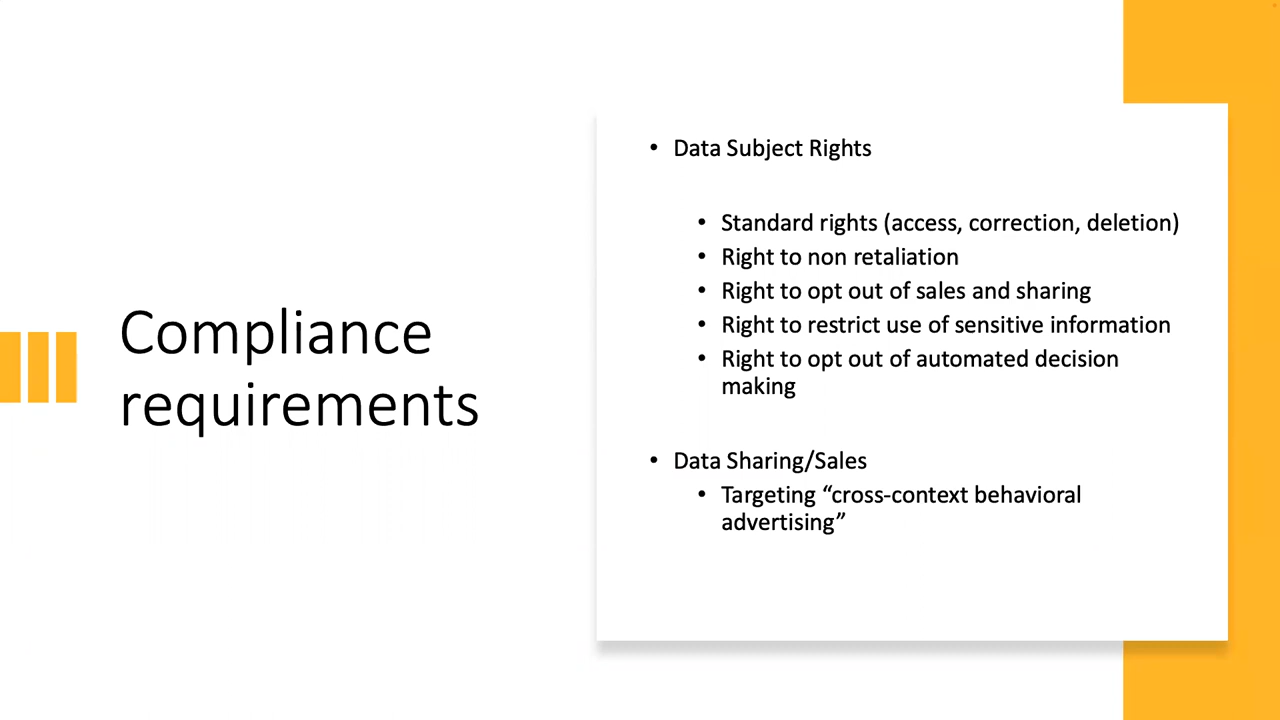 Compliance
requirements
• Data Subject Rights
• Standard rights (access, correction, deletion)
• Right to non retaliation
• Right to opt out of sales and sharing
• Right to restrict use of sensitive information
• Right to opt out of automated decision
making
• Data Sharing/Sales
• Targeting “cross-context behavioral
advertising”